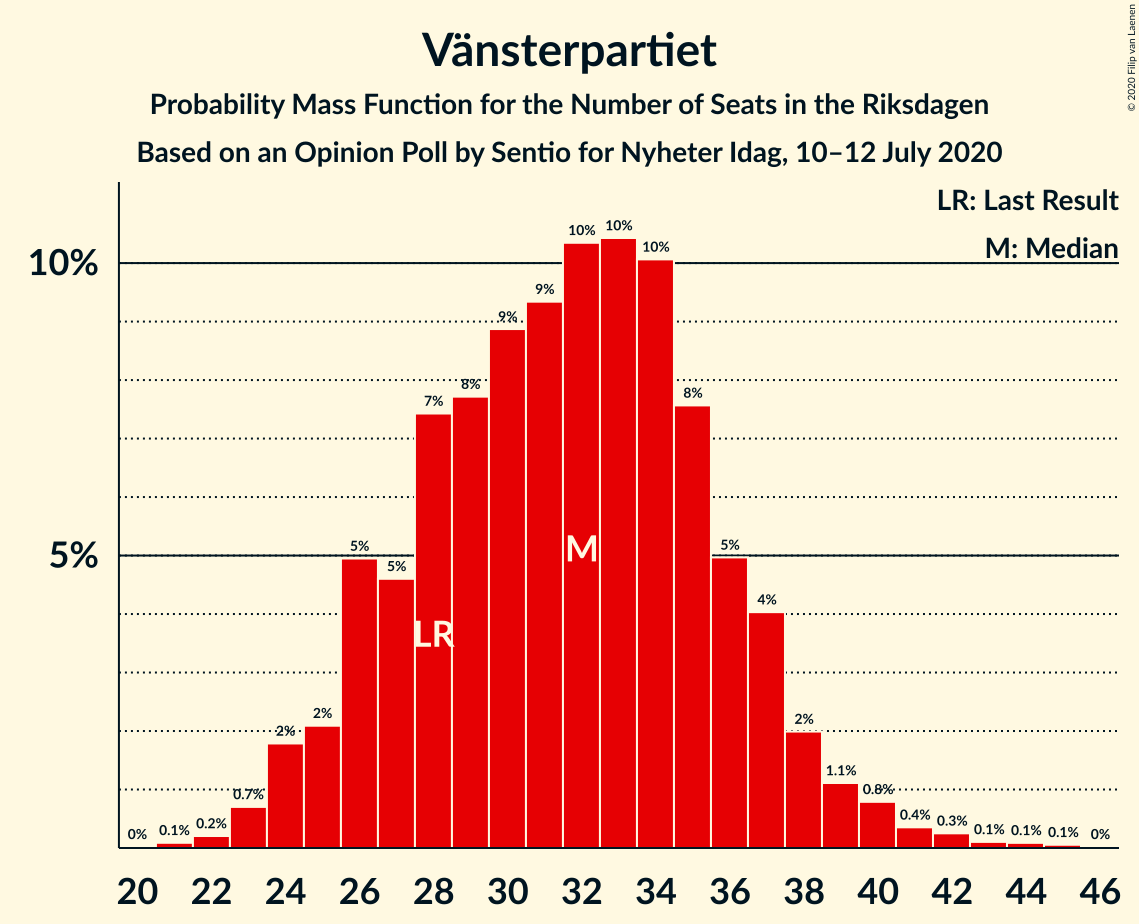 Vänsterpartiet
Probability Mass Function for the Number of Seats in the Riksdagen
Based on an Opinion Poll by Sentio for Nyheter Idag, 10–12 July 2020
© 2020 Filip van Laenen
LR: Last Result
M: Median
10%
5%
0% 0.1% 0.2% 0.7% 2% 2% 5% 5% 7% 8% 9% 9% 10% 10% 10% 8% 5% 4% 2% 1.1% 0.8% 0.4% 0.3% 0.1% 0.1% 0.1% 0%
M
LR
20 22 24 26 28 30 32 34 36 38 40 42 44 46